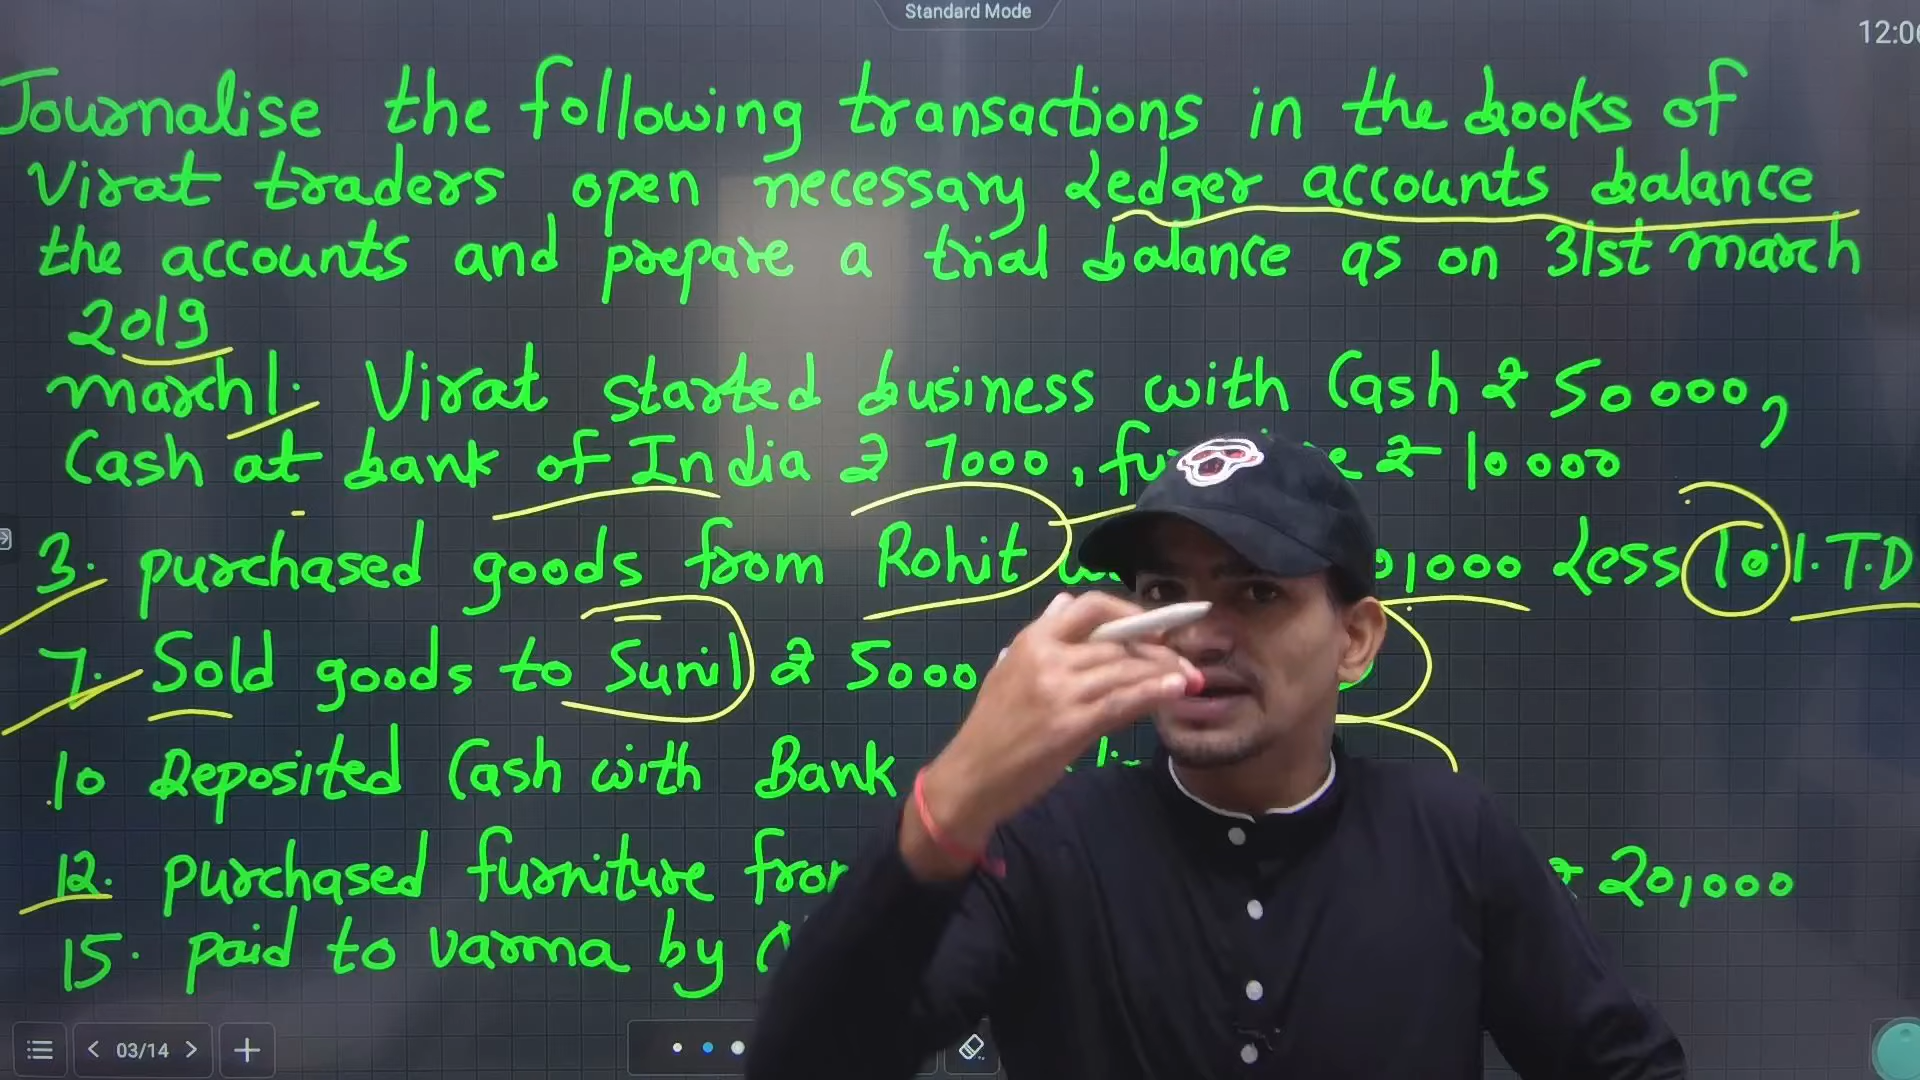 Standard Mode
12:0
Journalise the following transactions in the books of
Virat traders open necessary Ledger accounts balance
the accounts and prepare a trial balance as on 31st march
2019
march 1. Virat started business with Cash ₹ 50000,
Cash at bank of India ₹ 7000, ₹ 10000
3. purchased goods from Rohit 1000 Less 10% T.D
7. Sold goods to Sunil ₹ 5000
10 Deposited Cash with Bank
12. purchased furniture from ₹ 20,000
15. paid to varma by
03/14